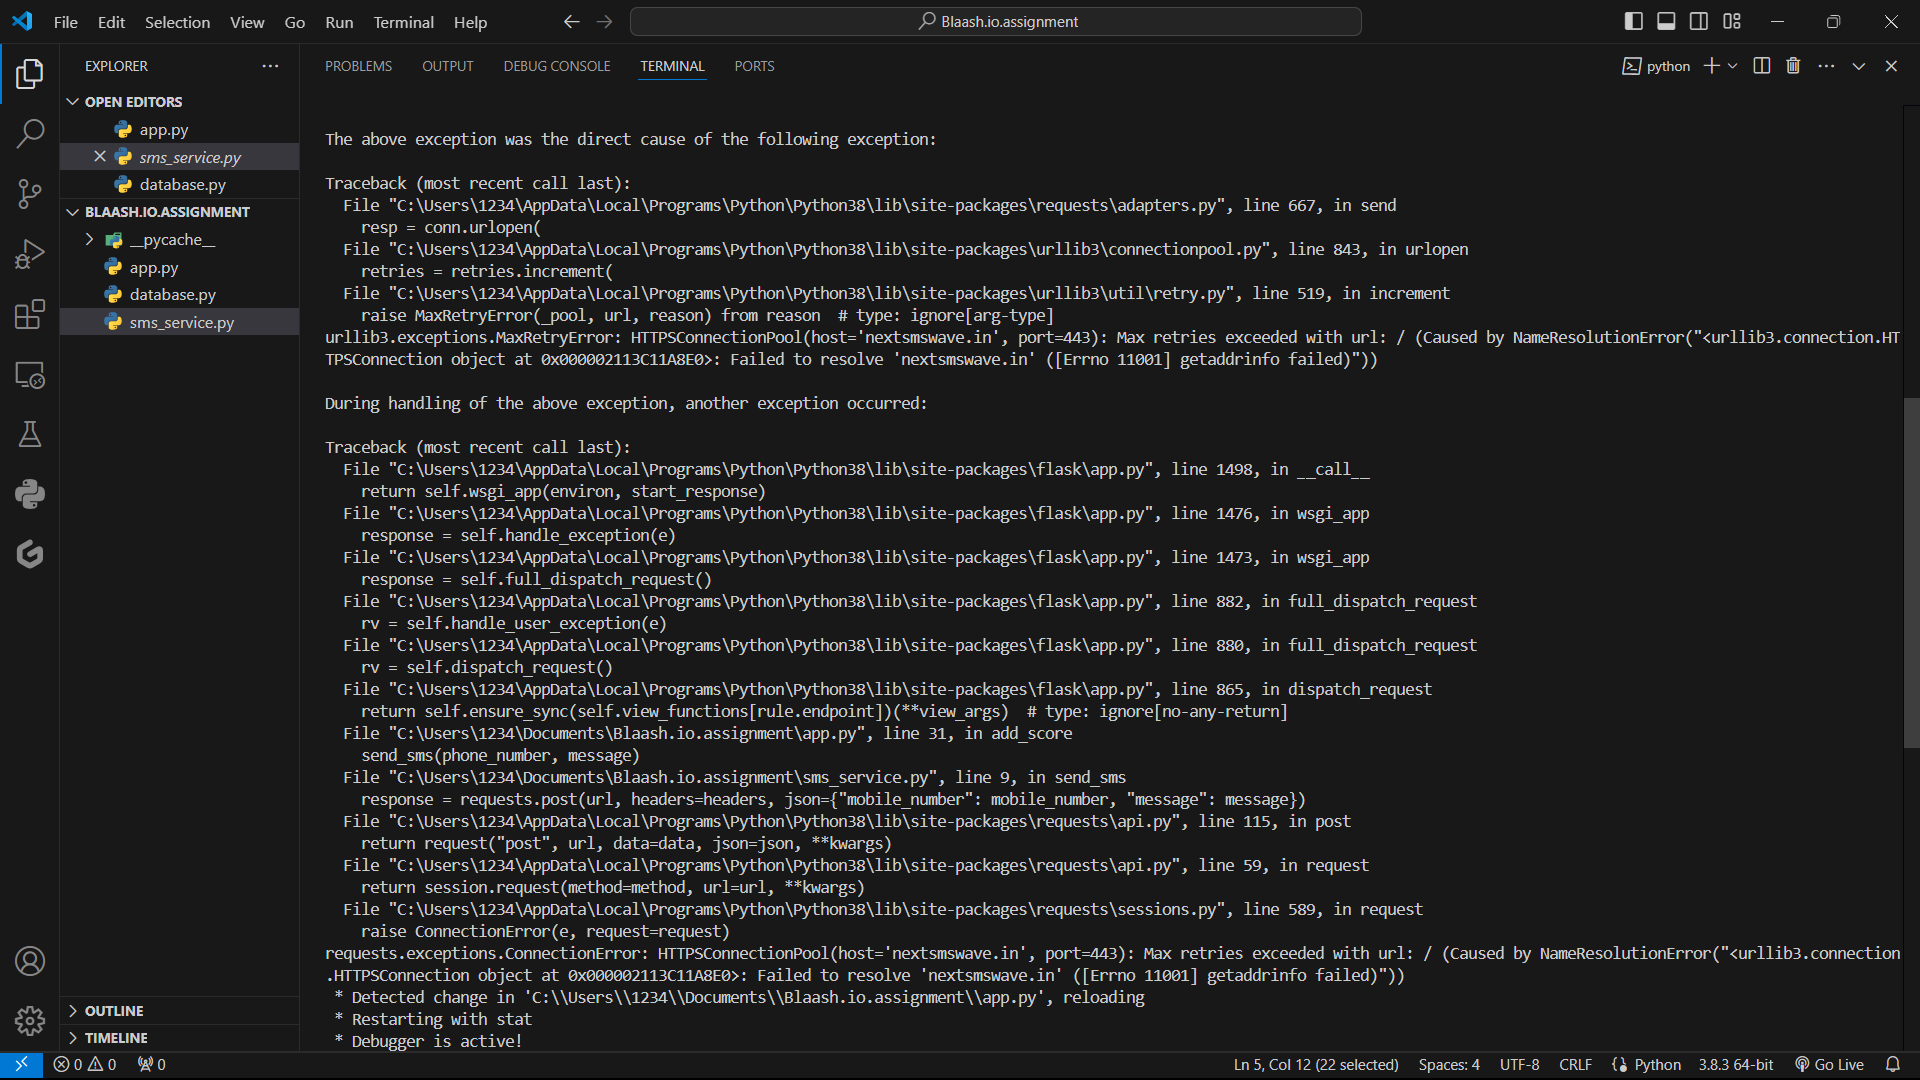 File Edit Selection View Go Run Terminal Help
Blaash.io.assignment
EXPLORER
OPEN EDITORS
app.py
sms_service.py
database.py
BLAASH.IO.ASSIGNMENT
__pycache__
app.py
database.py
sms_service.py
OUTLINE
TIMELINE
PROBLEMS OUTPUT DEBUG CONSOLE TERMINAL PORTS
python
The above exception was the direct cause of the following exception:
Traceback (most recent call last):
File "C:\Users\1234\AppData\Local\Programs\Python\Python38\lib\site-packages\requests\adapters.py", line 667, in send
resp = conn.urlopen(
File "C:\Users\1234\AppData\Local\Programs\Python\Python38\lib\site-packages\urllib3\connectionpool.py", line 843, in urlopen
retries = retries.increment(
File "C:\Users\1234\AppData\Local\Programs\Python\Python38\lib\site-packages\urllib3\util\retry.py", line 519, in increment
raise MaxRetryError(_pool, url, reason) from reason  # type: ignore[arg-type]
urllib3.exceptions.MaxRetryError: HTTPSConnectionPool(host='nextsmswave.in', port=443): Max retries exceeded with url: / (Caused by NameResolutionError("<urllib3.connection.HT
TPSConnection object at 0x000002113C11A8E0>: Failed to resolve 'nextsmswave.in' ([Errno 11001] getaddrinfo failed)"))
During handling of the above exception, another exception occurred:
Traceback (most recent call last):
File "C:\Users\1234\AppData\Local\Programs\Python\Python38\lib\site-packages\flask\app.py", line 1498, in __call__
return self.wsgi_app(environ, start_response)
File "C:\Users\1234\AppData\Local\Programs\Python\Python38\lib\site-packages\flask\app.py", line 1476, in wsgi_app
response = self.handle_exception(e)
File "C:\Users\1234\AppData\Local\Programs\Python\Python38\lib\site-packages\flask\app.py", line 1473, in wsgi_app
response = self.full_dispatch_request()
File "C:\Users\1234\AppData\Local\Programs\Python\Python38\lib\site-packages\flask\app.py", line 882, in full_dispatch_request
rv = self.handle_user_exception(e)
File "C:\Users\1234\AppData\Local\Programs\Python\Python38\lib\site-packages\flask\app.py", line 880, in full_dispatch_request
rv = self.dispatch_request()
File "C:\Users\1234\AppData\Local\Programs\Python\Python38\lib\site-packages\flask\app.py", line 865, in dispatch_request
return self.ensure_sync(self.view_functions[rule.endpoint])(**view_args)  # type: ignore[no-any-return]
File "C:\Users\1234\Documents\Blaash.io.assignment\app.py", line 31, in add_score
send_sms(phone_number, message)
File "C:\Users\1234\Documents\Blaash.io.assignment\sms_service.py", line 9, in send_sms
response = requests.post(url, headers=headers, json={"mobile_number": mobile_number, "message": message})
File "C:\Users\1234\AppData\Local\Programs\Python\Python38\lib\site-packages\requests\api.py", line 115, in post
return request("post", url, data=data, json=json, **kwargs)
File "C:\Users\1234\AppData\Local\Programs\Python\Python38\lib\site-packages\requests\api.py", line 59, in request
return session.request(method=method, url=url, **kwargs)
File "C:\Users\1234\AppData\Local\Programs\Python\Python38\lib\site-packages\requests\sessions.py", line 589, in request
raise ConnectionError(e, request=request)
requests.exceptions.ConnectionError: HTTPSConnectionPool(host='nextsmswave.in', port=443): Max retries exceeded with url: / (Caused by NameResolutionError("<urllib3.connection
.HTTPSConnection object at 0x000002113C11A8E0>: Failed to resolve 'nextsmswave.in' ([Errno 11001] getaddrinfo failed)"))
* Detected change in 'C:\\Users\\1234\\Documents\\Blaash.io.assignment\\app.py', reloading
* Restarting with stat
* Debugger is active!
0 0 0 Ln 5, Col 12 (22 selected) Spaces: 4 UTF-8 CRLF Python 3.8.3 64-bit Go Live